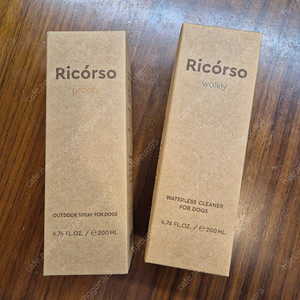 Ricórso
proofy
OUTDOOR SPRAY FOR DOGS
6.76 FL.OZ. / ℮ 200 ML
Ricórso
walkly
WATERLESS CLEANER
FOR DOGS
6.76 FL.OZ. / ℮ 200 ML